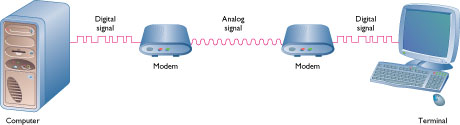 Digital
signal
Analog
signal
Digital
signal
Modem
Modem
Computer
Terminal